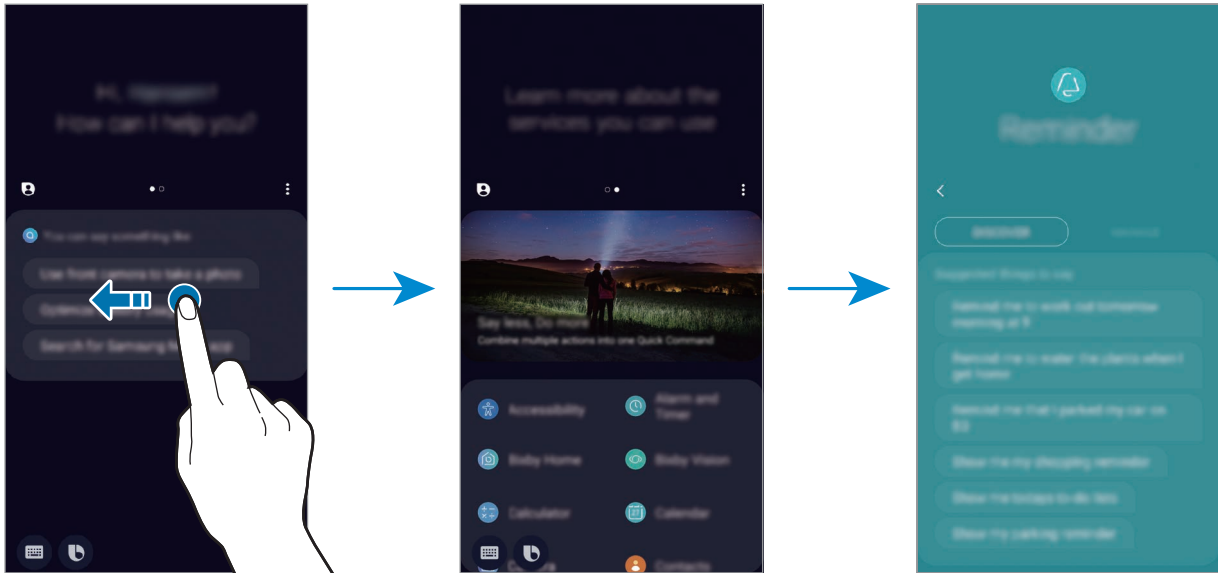 Hi,
How can I help you?
You can say something like
Use front camera to take a photo
Search for Samung
app
Learn more about the
services you can use
Say less, Do more
Combine multiple actions into one Quick Command
Accessibility
Alarm and
Timer
Bixby Home
Bixby Vision
Calculator
27
Calendar
Contacts
Reminder
DISCOVER
Suggested things to say
Remind me to work out tomorrow
morning at 9
Remind me to water the plants when I
get home
Remind me that I parked my car on
B3
Show me my shopping reminder
Show me todays to-do lists
Show my parking reminder